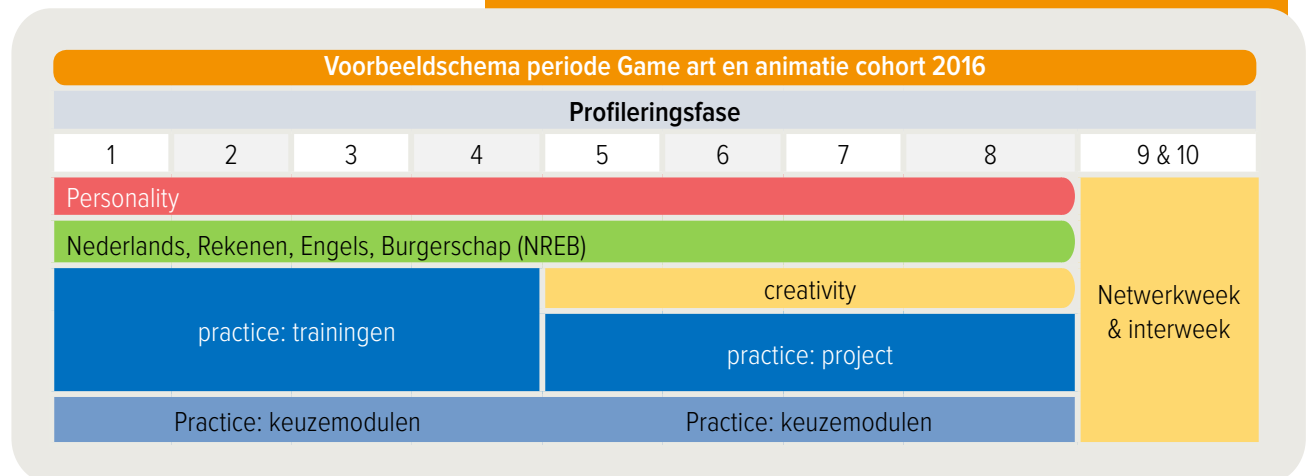 Voorbeeldschema periode Game art en animatie cohort 2016
Profileringsfase
1 2 3 4 5 6 7 8 9 & 10
Personality
Nederlands, Rekenen, Engels, Burgerschap (NREB)
practice: trainingen
creativity
practice: project
Practice: keuzemodulen
Practice: keuzemodulen
Netwerkweek
& interweek